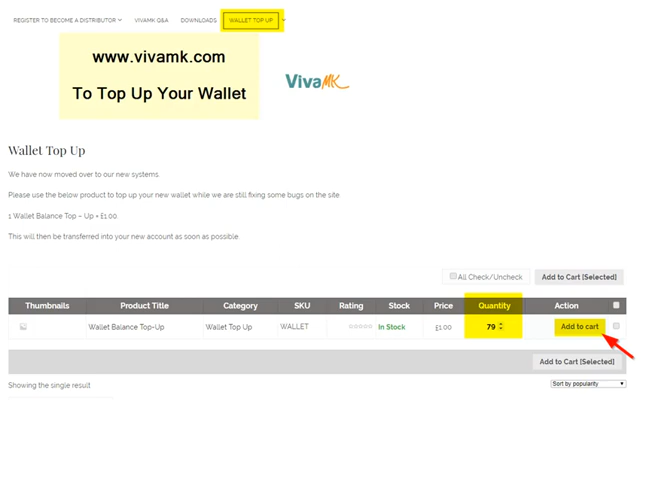 REGISTER TO BECOME A DISTRIBUTOR VIVAMK Q&A DOWNLOADS WALLET TOP UP
www.vivamk.com
To Top Up Your Wallet
VivaMK
Wallet Top Up
We have now moved over to our new systems.
Please use the below product to top up your new wallet while we are still fixing some bugs on the site
1 Wallet Balance Top – Up = £1.00
This will then be transferred into your new account as soon as possible
All Check/Uncheck Add to Cart [Selected]
Thumbnails Product Title Category SKU Rating Stock Price Quantity Action
Wallet Balance Top-Up Wallet Top Up WALLET In Stock £1.00 79 Add to cart
Add to Cart [Selected]
Showing the single result Sort by popularity